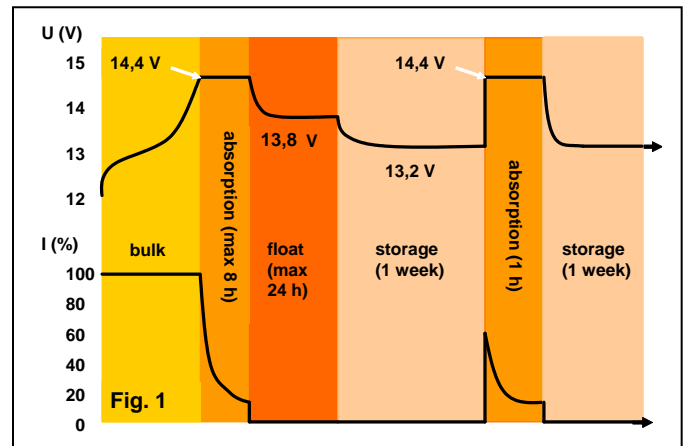 U (V)
15
14,4 V
14,4 V
14
13
13,8 V
13,2 V
12
absorption (max 8 h)
absorption (1 h)
I (%)
bulk
float
(max
24 h)
storage
(1 week)
storage
(1 week)
100
80
60
40
20
0
Fig. 1